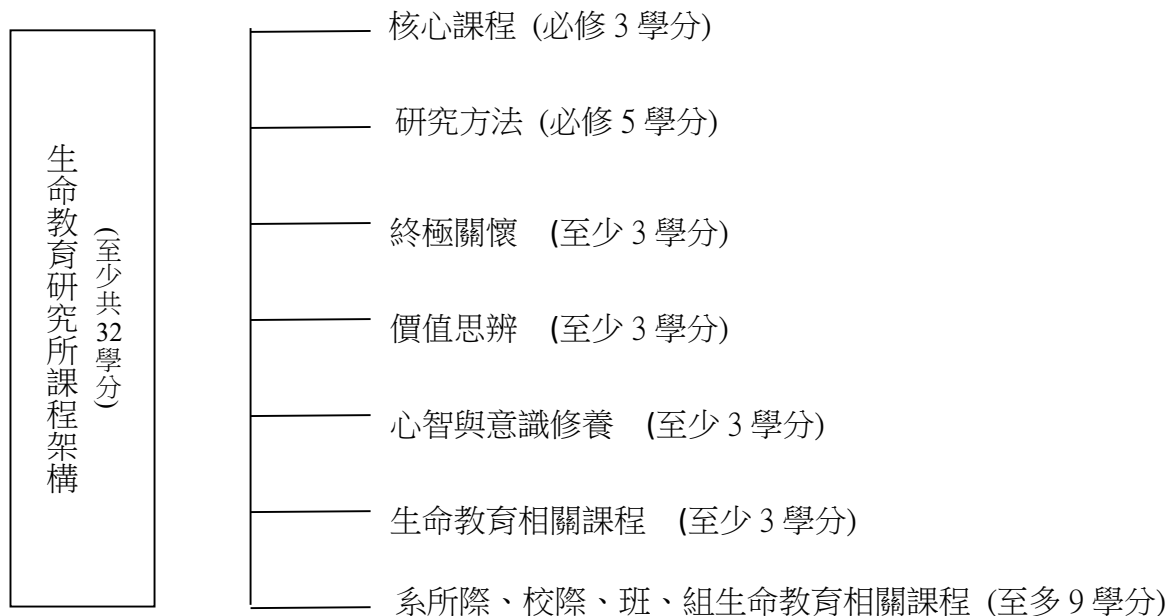 生命教育研究所課程架構
(至少共32學分)
核心課程 (必修 3 學分)
研究方法 (必修 5 學分)
終極關懷 (至少 3 學分)
價值思辨 (至少 3 學分)
心智與意識修養 (至少 3 學分)
生命教育相關課程 (至少 3 學分)
系所際、校際、班、組生命教育相關課程 (至多 9 學分)